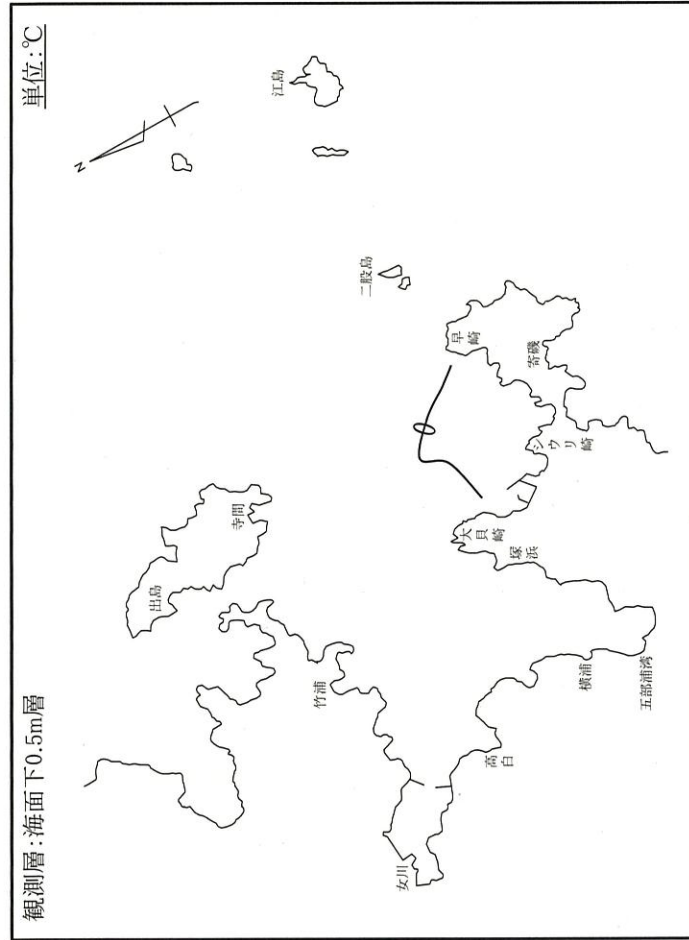 観測層:海面下0.5m層
単位:℃
N
江島
二股島
早崎
寄磯
シウリ崎
大貝崎
塚浜
寺間
出島
竹浦
横浦
五部浦湾
高白
女川
0